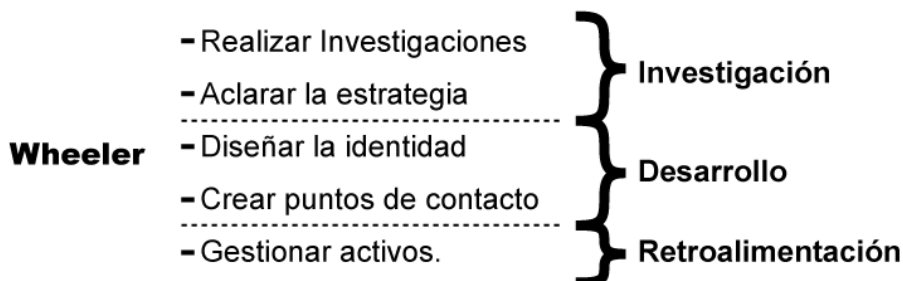 - Realizar Investigaciones
- Aclarar la estrategia
Investigación
Wheeler
- Diseñar la identidad
- Crear puntos de contacto
Desarrollo
- Gestionar activos.
Retroalimentación